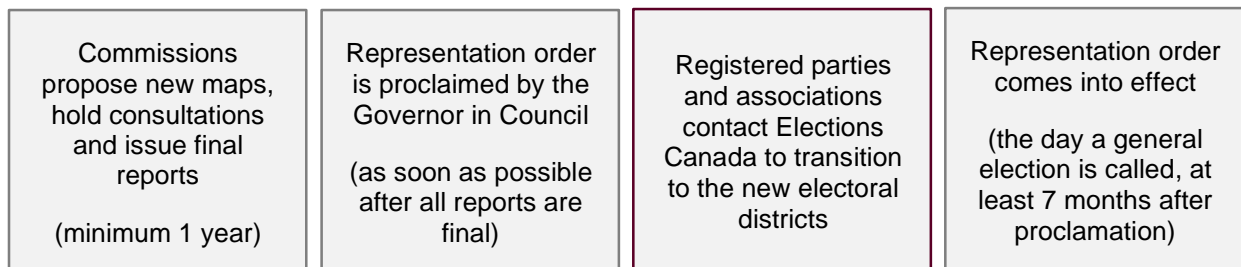 Commissions
propose new maps,
hold consultations
and issue final
reports
(minimum 1 year)
Representation order
is proclaimed by the
Governor in Council
(as soon as possible
after all reports are
final)
Registered parties
and associations
contact Elections
Canada to transition
to the new electoral
districts
Representation order
comes into effect
(the day a general
election is called, at
least 7 months after
proclamation)